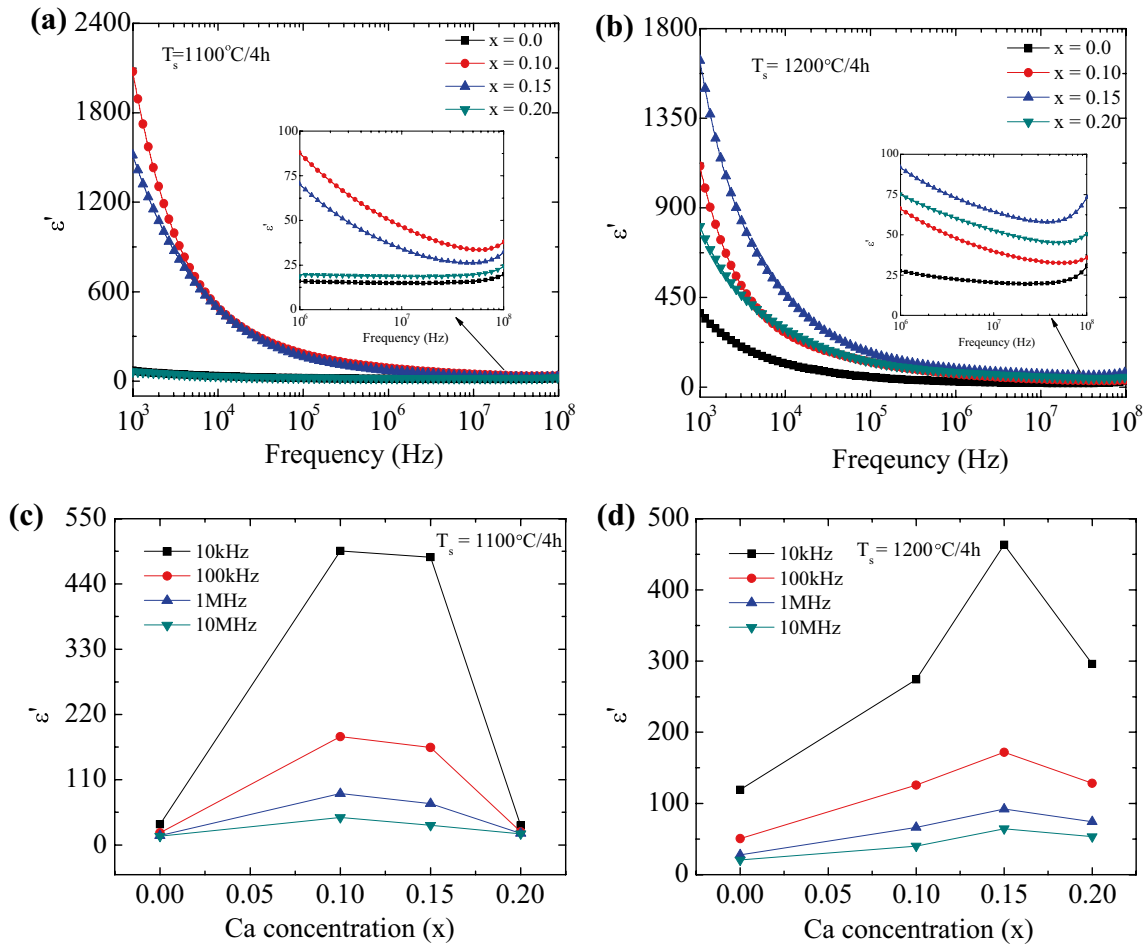 (a)
2400
1800
1200
600
0
ε'
T_s=1100°C/4h
x = 0.0
x = 0.10
x = 0.15
x = 0.20
100
75
50
25
0
ε'
10^6 10^7 10^8
Frequency
(Hz)
10^3 10^4 10^5 10^6 10^7 10^8
Frequency (Hz)
(b)
1800
1350
900
450
0
ε'
T_s= 1200°C/4h
x = 0.0
x = 0.10
x = 0.15
x = 0.20
100
75
50
25
0
ε'
10^6 10^7 10^8
Frequency
(Hz)
10^3 10^4 10^5 10^6 10^7 10^8
Freqeuncy (Hz)
(c)
550
440
330
220
110
0
ε'
T_s = 1100°C/4h
10kHz
100kHz
1MHz
10MHz
0.00 0.05 0.10 0.15 0.20
Ca concentration (x)
(d)
500
400
300
200
100
0
ε'
T_s = 1200°C/4h
10kHz
100kHz
1MHz
10MHz
0.00 0.05 0.10 0.15 0.20
Ca concentration (x)